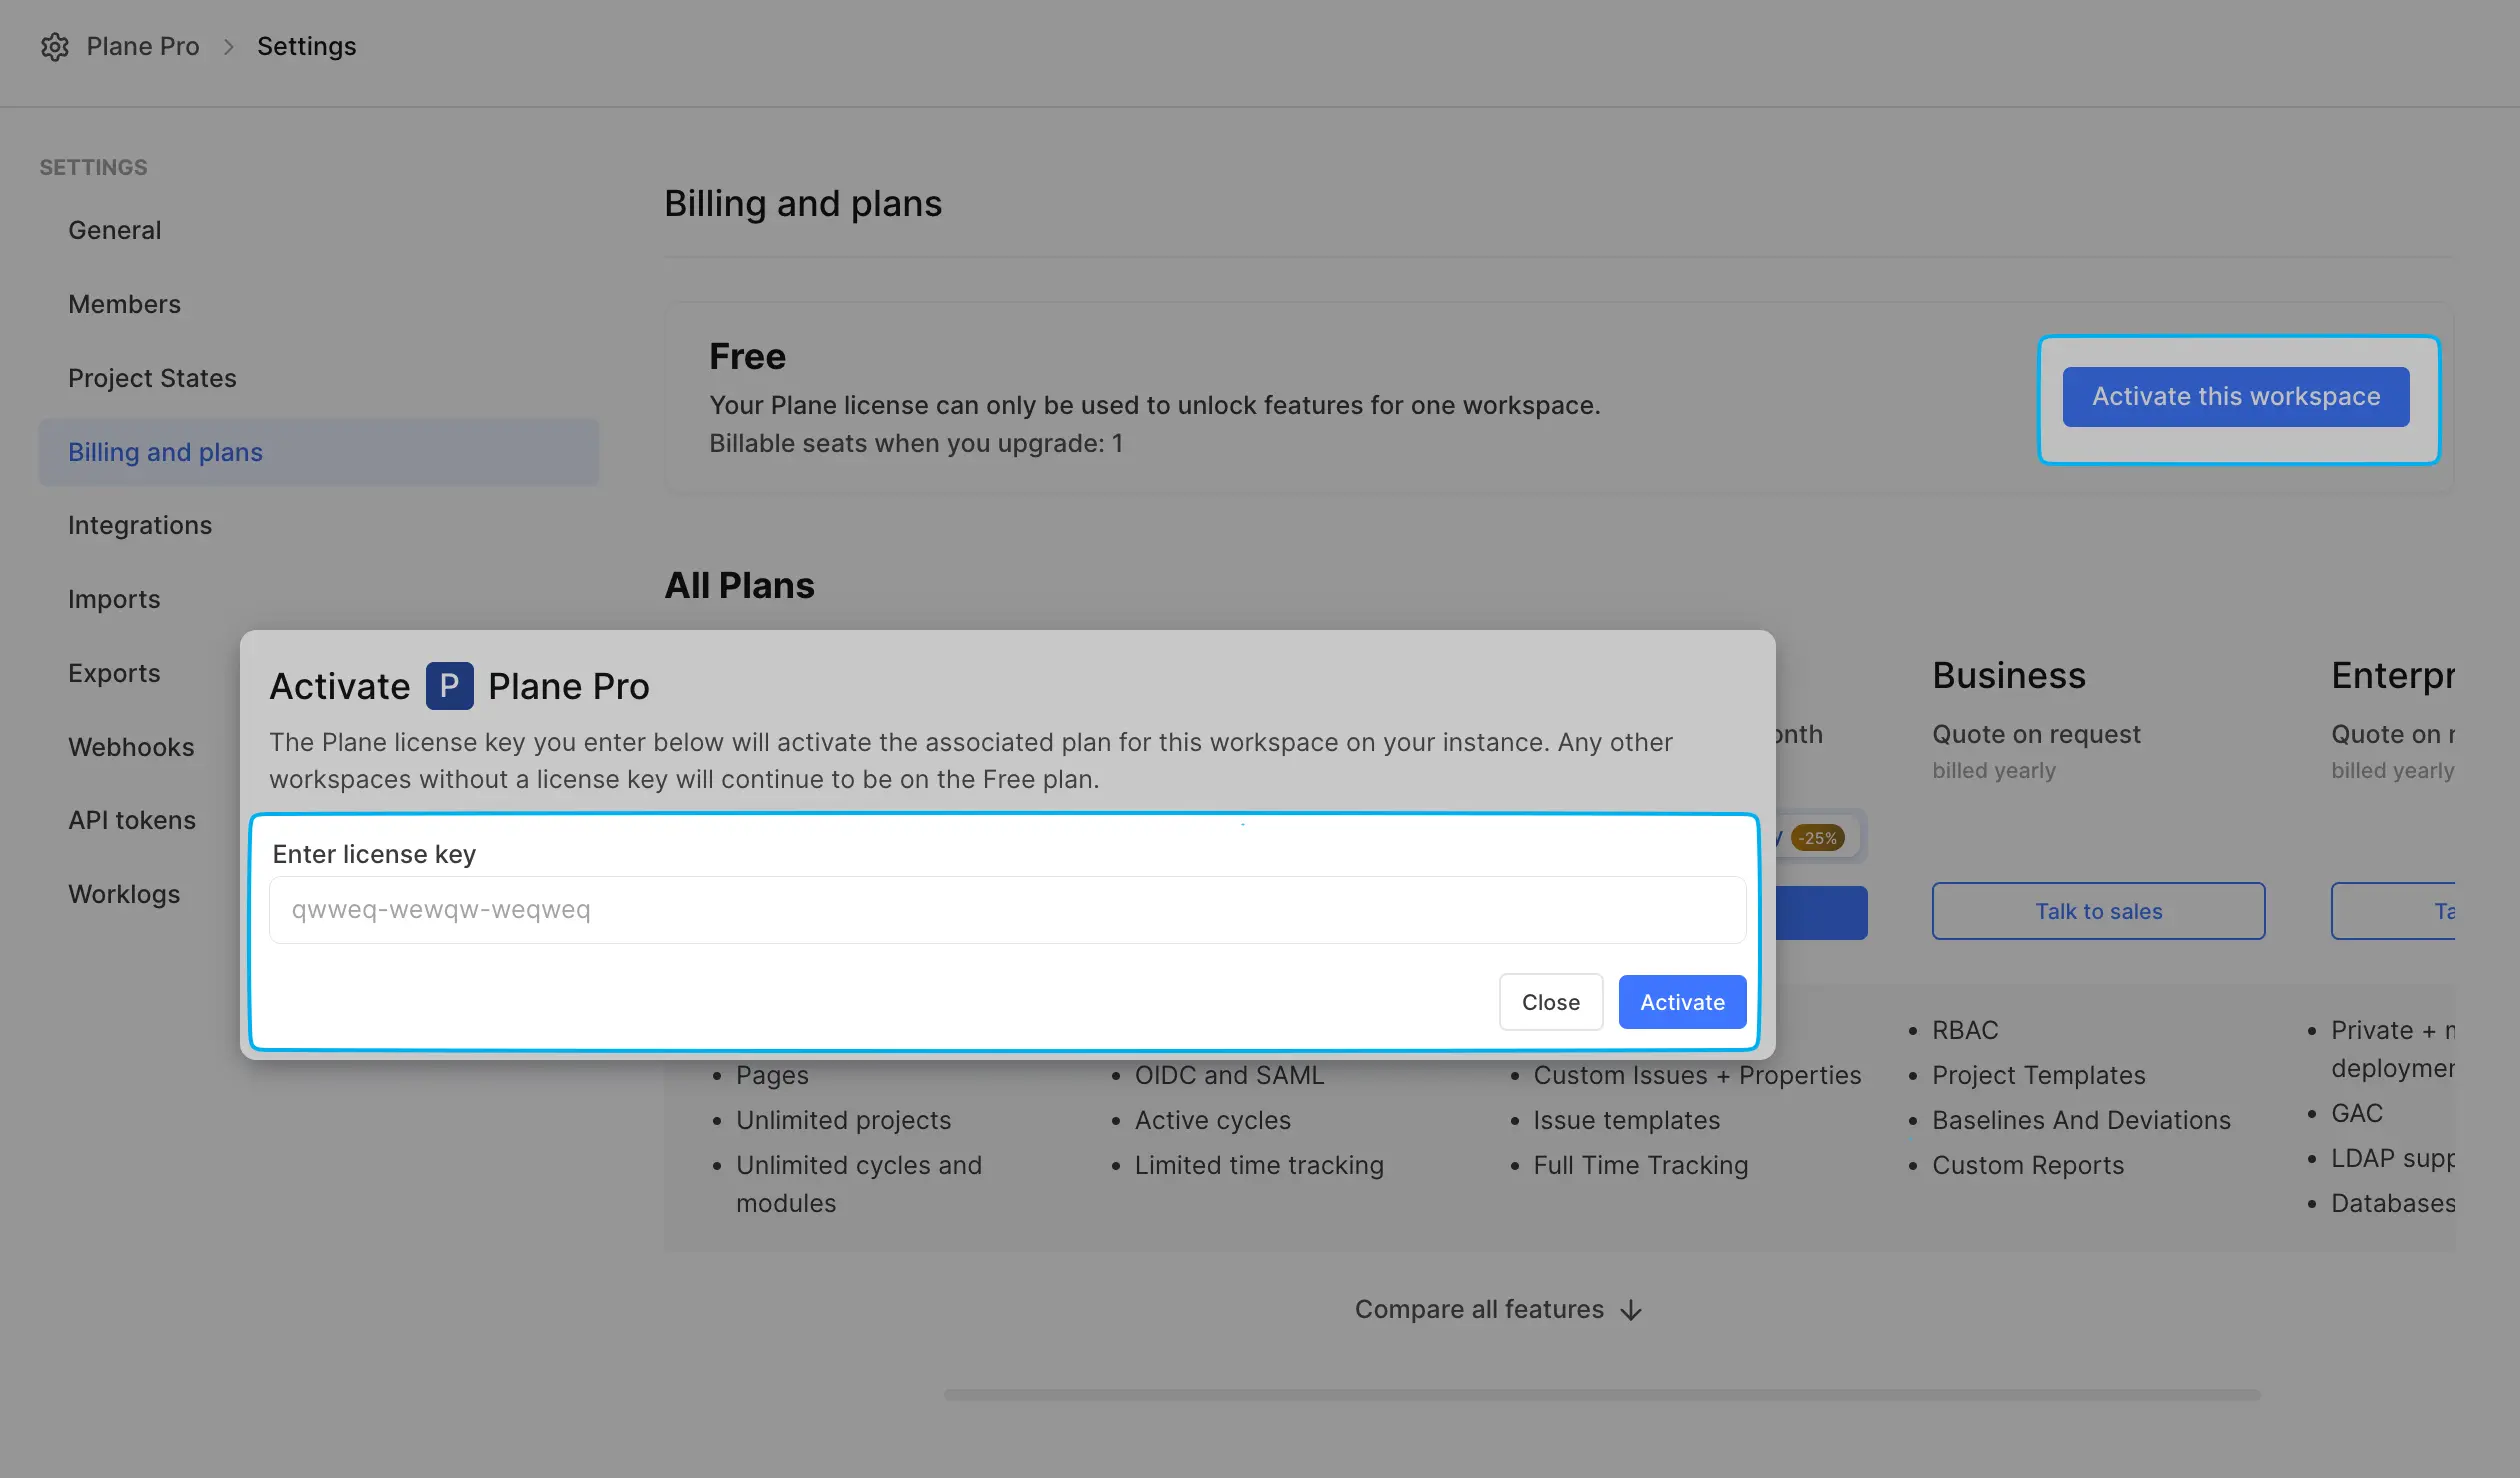 Plane Pro > Settings
SETTINGS
General
Members
Project States
Billing and plans
Integrations
Imports
Exports
Webhooks
API tokens
Worklogs
Billing and plans
Free
Your Plane license can only be used to unlock features for one workspace.
Billable seats when you upgrade: 1
Activate this workspace
All Plans
Activate P Plane Pro
The Plane license key you enter below will activate the associated plan for this workspace on your instance. Any other
workspaces without a license key will continue to be on the Free plan.
Enter license key
qwweq-wewqw-weqweq
Close
Activate
-25%
Pages
Unlimited projects
Unlimited cycles and
modules
OIDC and SAML
Active cycles
Limited time tracking
Custom Issues + Properties
Issue templates
Full Time Tracking
Business
Quote on request
billed yearly
Talk to sales
RBAC
Project Templates
Baselines And Deviations
Custom Reports
Quote on
billed yearly
Private +
GAC
LDAP
Databases
Compare all features